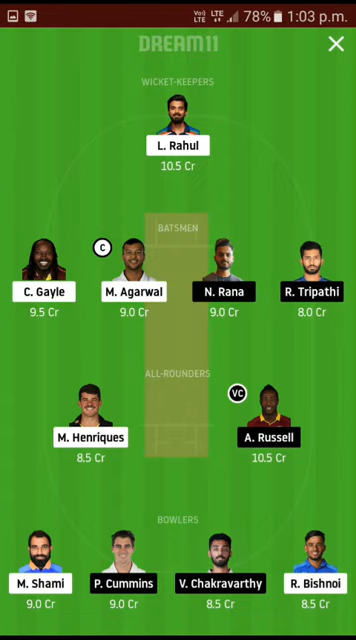 Vo) LTE LTE 78% 1:03 p.m.
DREAM11
WICKET-KEEPERS
L. Rahul
10.5 Cr
BATSMEN
C
C. Gayle M. Agarwal N. Rana R. Tripathi
9.5 Cr 9.0 Cr 9.0 Cr 8.0 Cr
ALL-ROUNDERS
VC
M. Henriques A. Russell
8.5 Cr 10.5 Cr
BOWLERS
M. Shami P. Cummins V. Chakravarthy R. Bishnoi
9.0 Cr 9.0 Cr 8.5 Cr 8.5 Cr